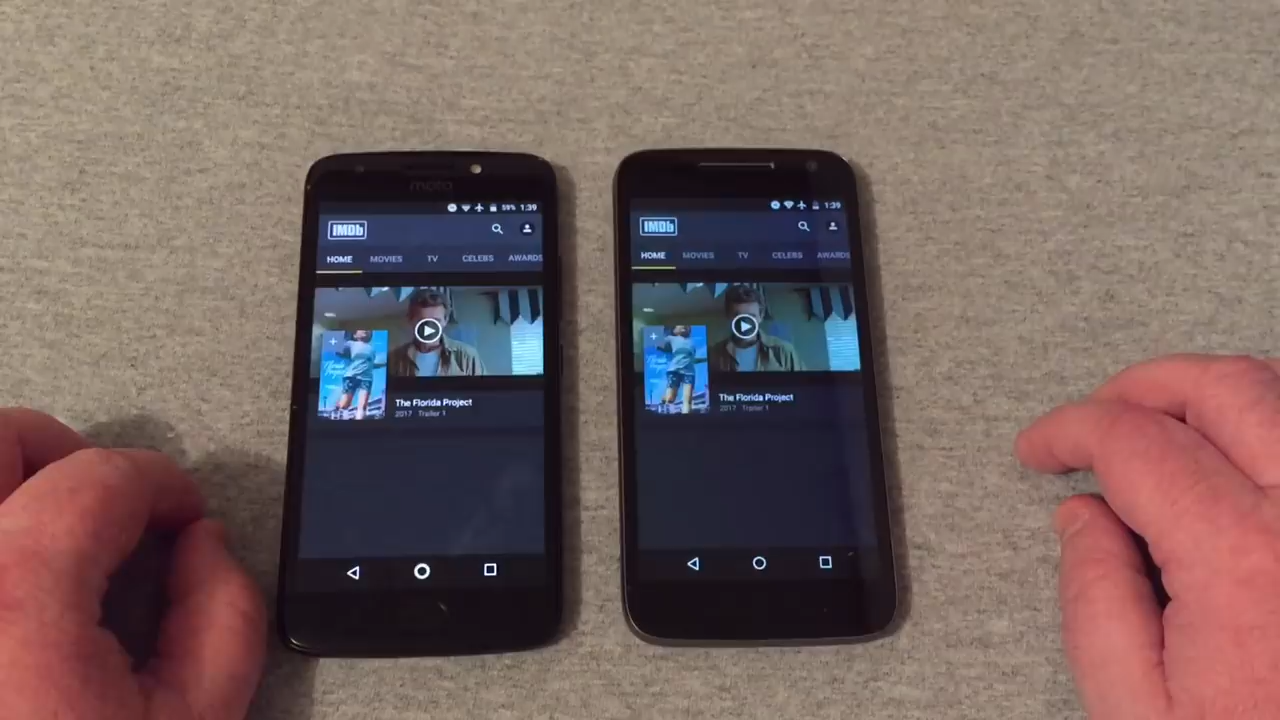 moto
59% 1:39
IMDb
HOME MOVIES TV CELEBS AWARDS
The Florida Project
2017 Trailer 1
1:39
IMDb
HOME MOVIES TV CELEBS AWARDS
The Florida Project
2017 Trailer 1